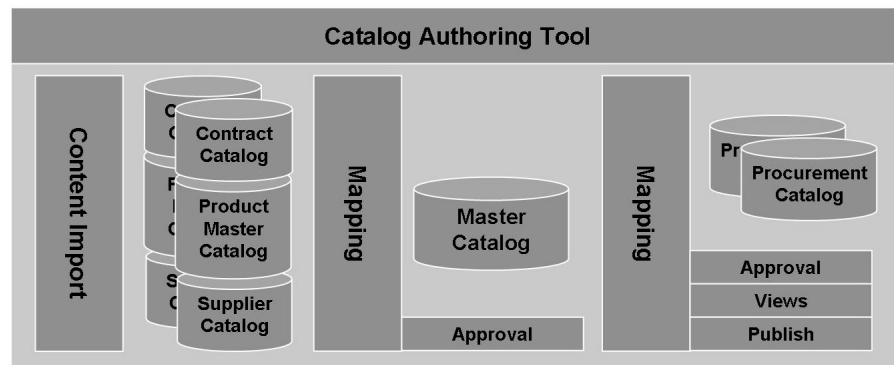 Catalog Authoring Tool
Content Import
Contract
Catalog
Product
Master
Catalog
Supplier
Catalog
Mapping
Master
Catalog
Approval
Mapping
Procurement
Catalog
Approval
Views
Publish